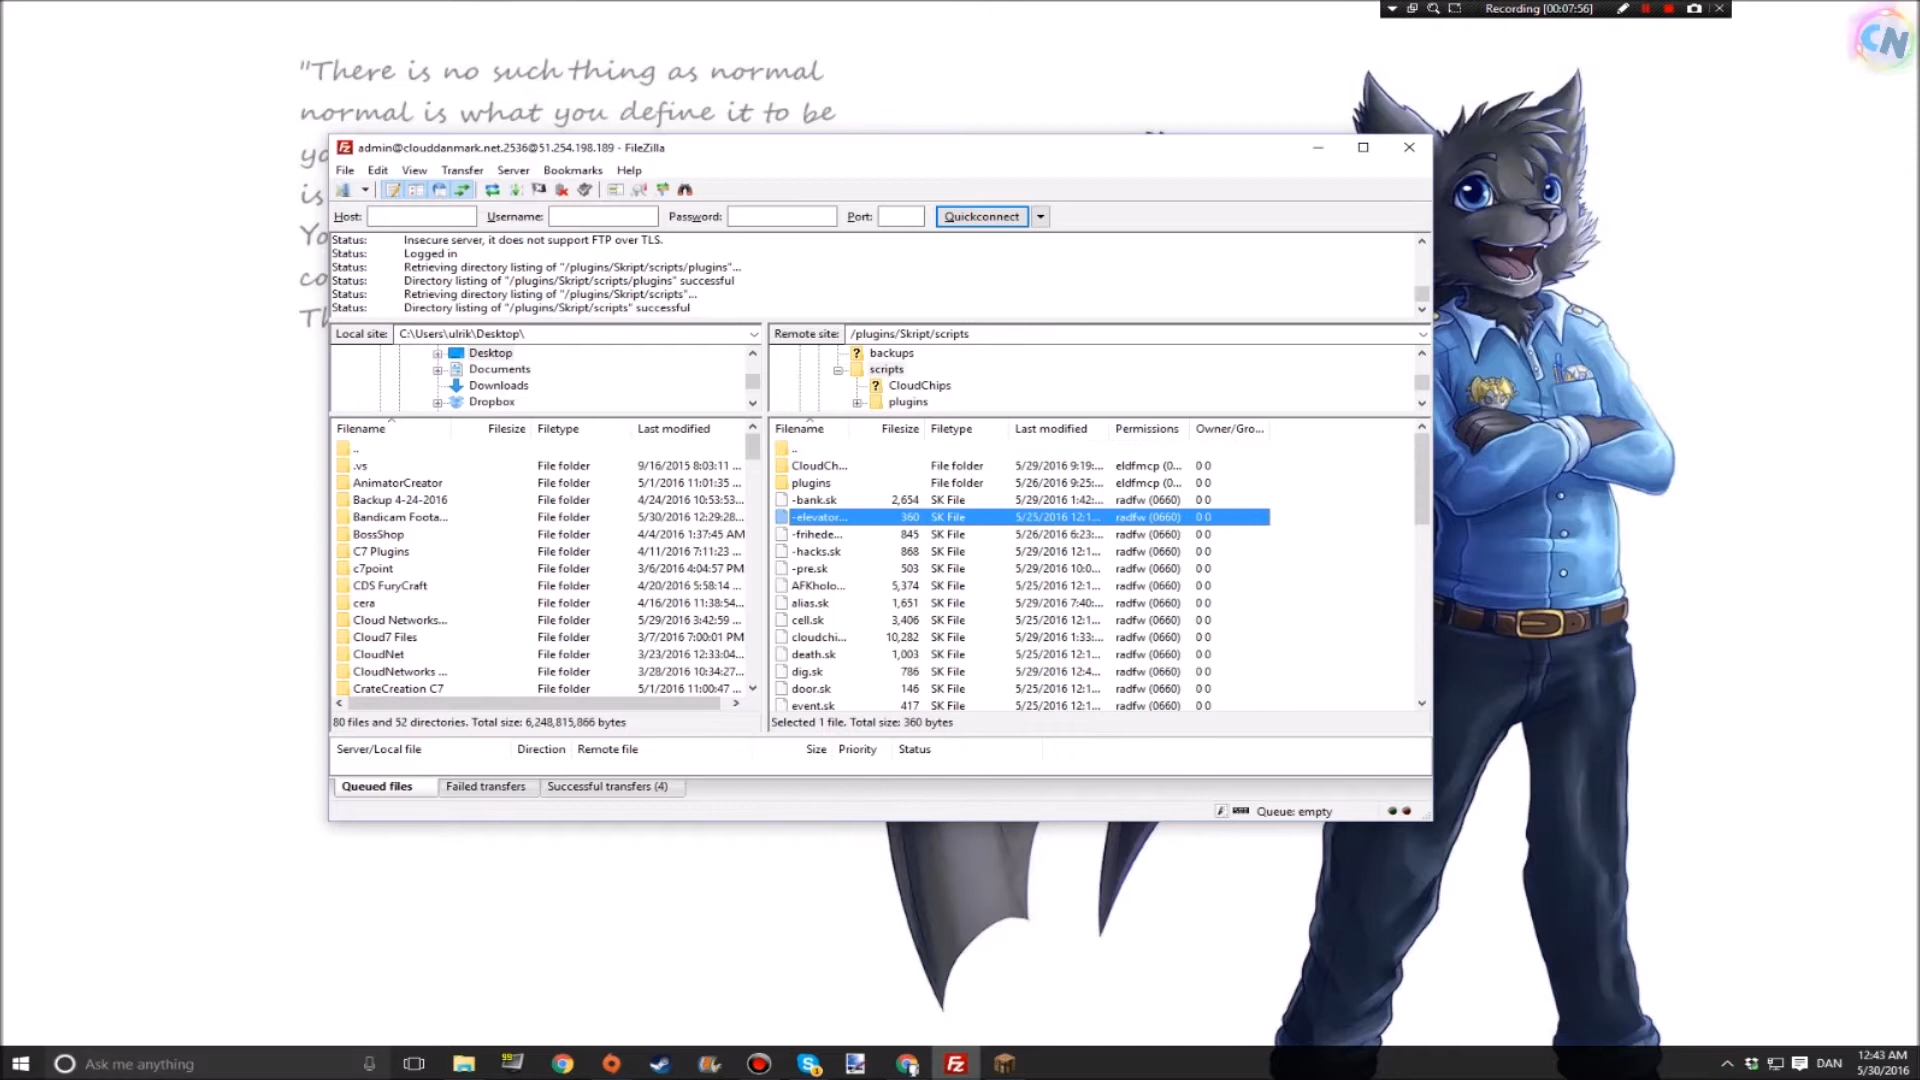 Recording [00:07:56]
CN
"There is no such thing as normal
normal is what you define it to be
admin@clouddanmark.net.2536@51.254.198.189 - FileZilla
File Edit View Transfer Server Bookmarks Help
Host: Username: Password: Port: Quickconnect
Status: Insecure server, it does not support FTP over TLS.
Status: Logged in
Status: Retrieving directory listing of "/plugins/Skript/scripts/plugins"...
Status: Directory listing of "/plugins/Skript/scripts/plugins" successful
Status: Retrieving directory listing of "/plugins/Skript/scripts"...
Status: Directory listing of "/plugins/Skript/scripts" successful
Local site: C:\Users\ulrik\Desktop\
Desktop
Documents
Downloads
Dropbox
Filename Filesize Filetype Last modified
..
.vs File folder 9/16/2015 8:03:11 ...
AnimatorCreator File folder 5/1/2016 11:01:35 ...
Backup 4-24-2016 File folder 4/24/2016 10:53:53...
Bandicam Foota... File folder 5/30/2016 12:29:28...
BossShop File folder 4/4/2016 1:37:45 AM
C7 Plugins File folder 4/11/2016 7:11:23 ...
c7point File folder 3/6/2016 4:04:57 PM
CDS FuryCraft File folder 4/20/2016 5:58:14 ...
cera File folder 4/16/2016 11:38:54...
Cloud Networks... File folder 5/29/2016 3:42:59 ...
Cloud7 Files File folder 3/7/2016 7:00:01 PM
CloudNet File folder 3/23/2016 12:33:04...
CloudNetworks ... File folder 3/28/2016 10:34:27...
CrateCreation C7 File folder 5/1/2016 11:00:47 ...
80 files and 52 directories. Total size: 6,248,815,866 bytes
Remote site: /plugins/Skript/scripts
backups
scripts
CloudChips
plugins
Filename Filesize Filetype Last modified Permissions Owner/Gro...
..
CloudCh... File folder 5/29/2016 9:19:... eldfmcp (0... 0 0
plugins File folder 5/26/2016 9:25:... eldfmcp (0... 0 0
-bank.sk 2,654 SK File 5/29/2016 1:42:... radfw (0660) 0 0
-elevator... 360 SK File 5/25/2016 12:1... radfw (0660) 0 0
-frihede... 845 SK File 5/26/2016 6:23:... radfw (0660) 0 0
-hacks.sk 868 SK File 5/29/2016 12:1... radfw (0660) 0 0
-pre.sk 503 SK File 5/29/2016 10:0... radfw (0660) 0 0
AFKholo... 5,374 SK File 5/25/2016 12:1... radfw (0660) 0 0
alias.sk 1,651 SK File 5/29/2016 7:40:... radfw (0660) 0 0
cell.sk 3,406 SK File 5/25/2016 12:1... radfw (0660) 0 0
cloudchi... 10,282 SK File 5/29/2016 1:33:... radfw (0660) 0 0
death.sk 1,003 SK File 5/25/2016 12:1... radfw (0660) 0 0
dig.sk 786 SK File 5/29/2016 12:4... radfw (0660) 0 0
door.sk 146 SK File 5/25/2016 12:1... radfw (0660) 0 0
event.sk 417 SK File 5/25/2016 12:1... radfw (0660) 0 0
Selected 1 file. Total size: 360 bytes
Server/Local file Direction Remote file Size Priority Status
Queued files Failed transfers Successful transfers (4)
Queue: empty
Ask me anything
99
DAN
12:43 AM
5/30/2016